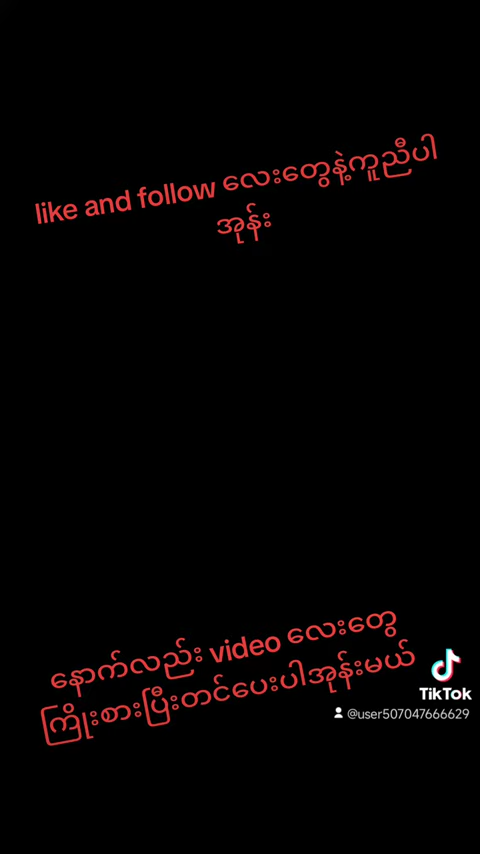 like and follow လေးတွေနဲ့ကူညီပါ
အုန်း
နောက်လည်း video လေးတွေ
ကြိုးစားပြီးတင်ပေးပါအုန်းမယ်
TikTok
@user507047666629